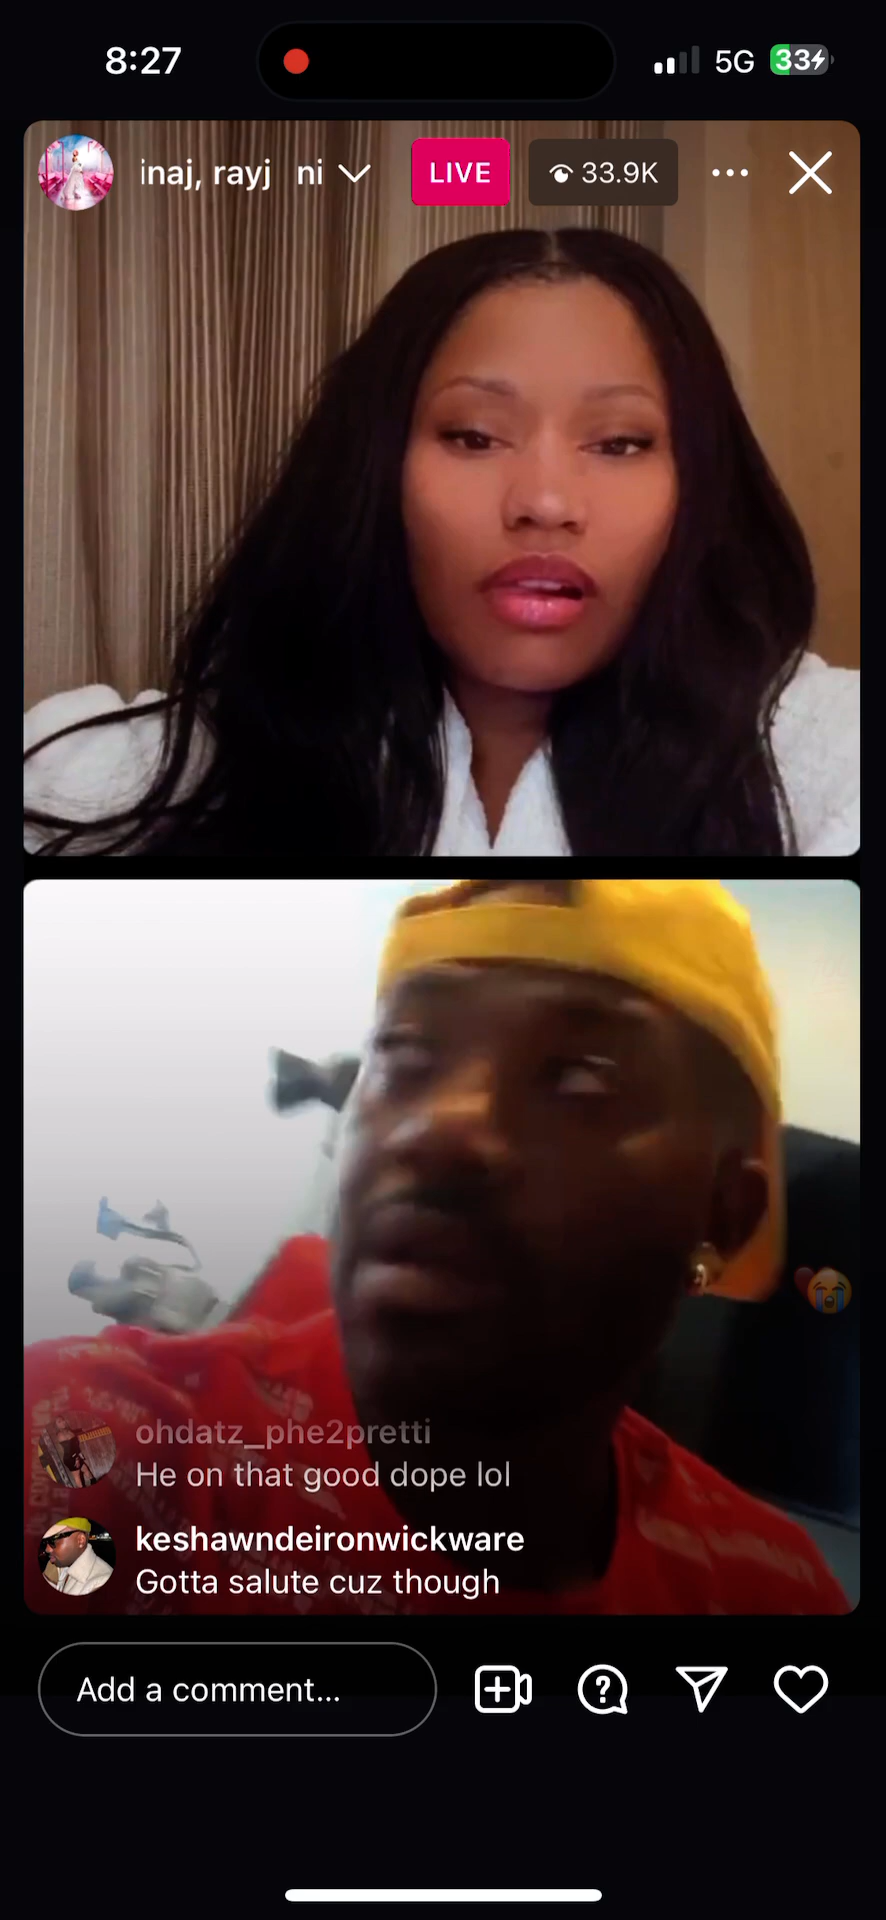 8:27
5G
33
inaj, rayj ni
LIVE
33.9K
ohdatz_phe2pretti
He on that good dope lol
keshawndeironwickware
Gotta salute cuz though
Add a comment...